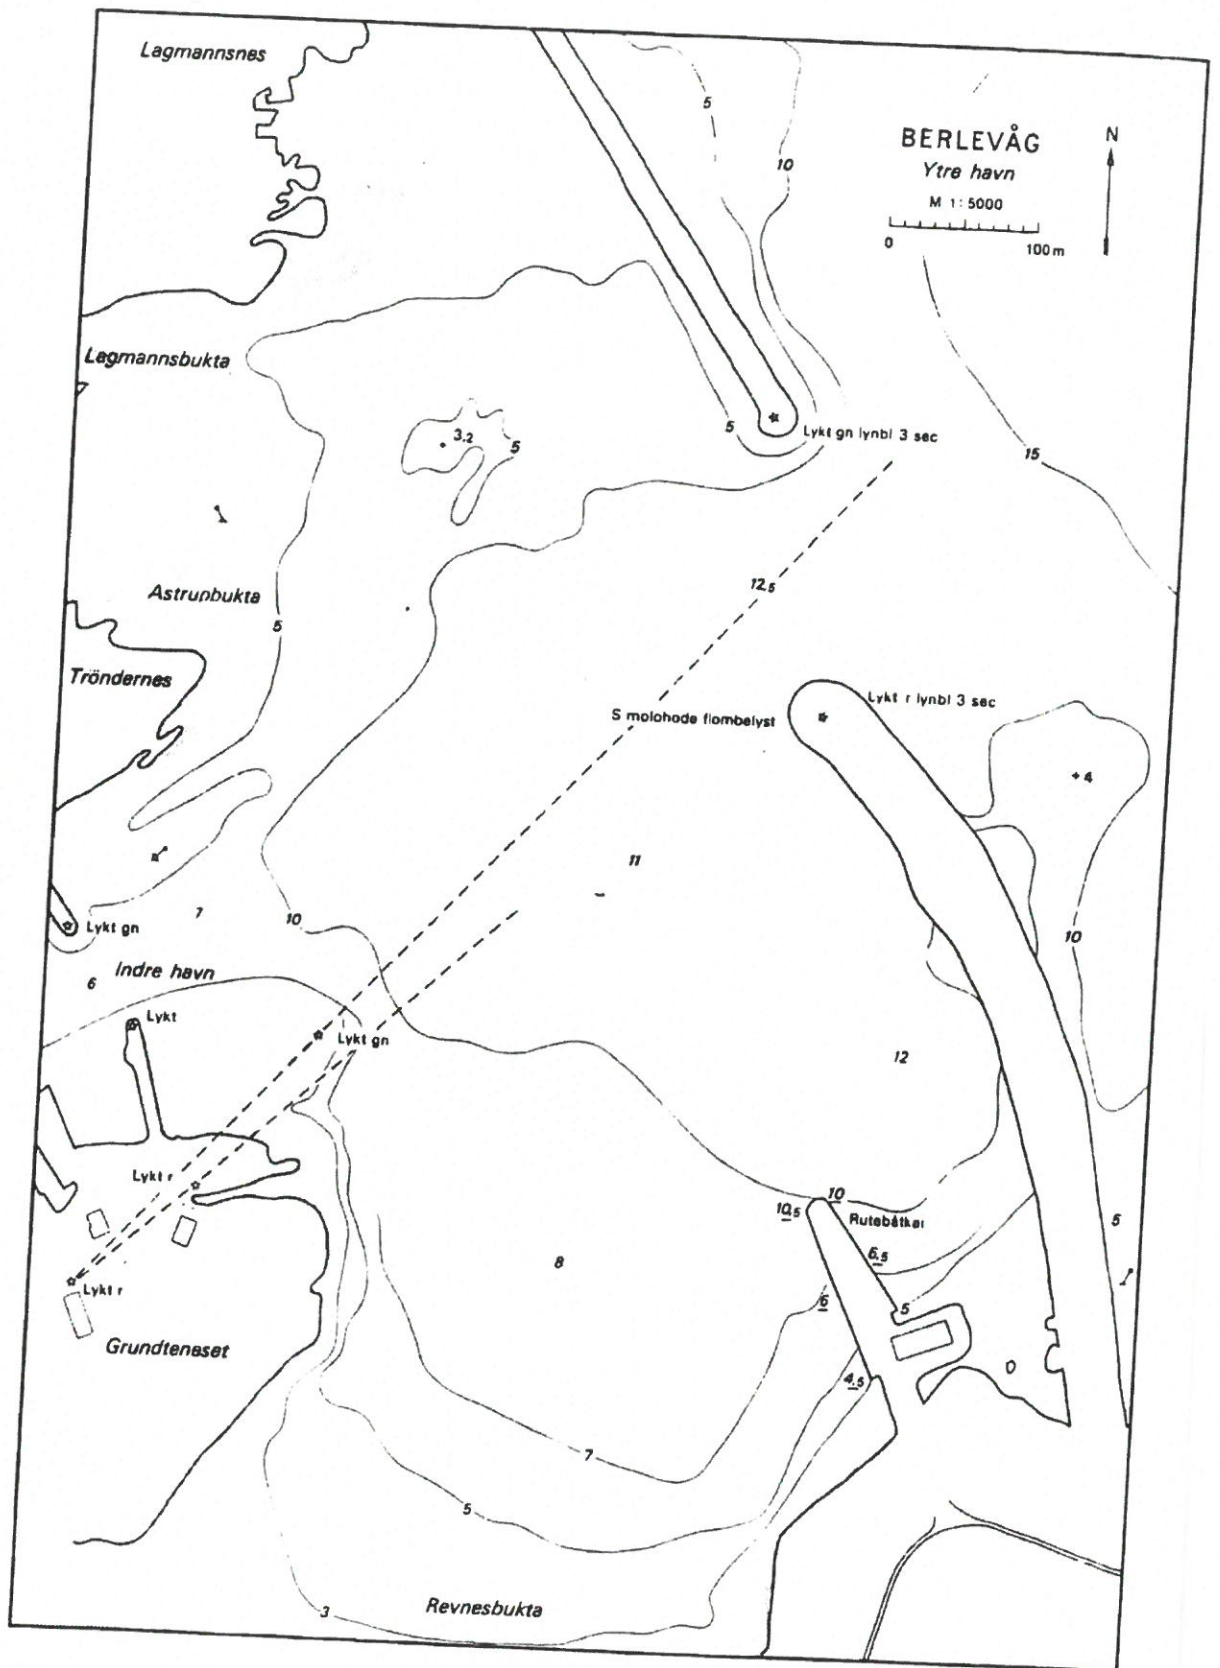 Lagmannsnes
5
10
BERLEVÅG
Ytre havn
M 1:5000
0 100m
N
Lagmannsbukta
3,2
5
5
Lykt gn lynbl 3 sec
15
12,5
Astrupbukta
5
Tröndernes
S molohode flombelyst
Lykt r lynbl 3 sec
+4
11
7
10
Lykt gn
10
Indre havn
6
Lykt
Lykt gn
12
Lykt r
10
10,5
Rutebåtkai
5
6,5
8
6
5
Lykt r
Grundteneset
4,5
7
5
3
Revnesbukta